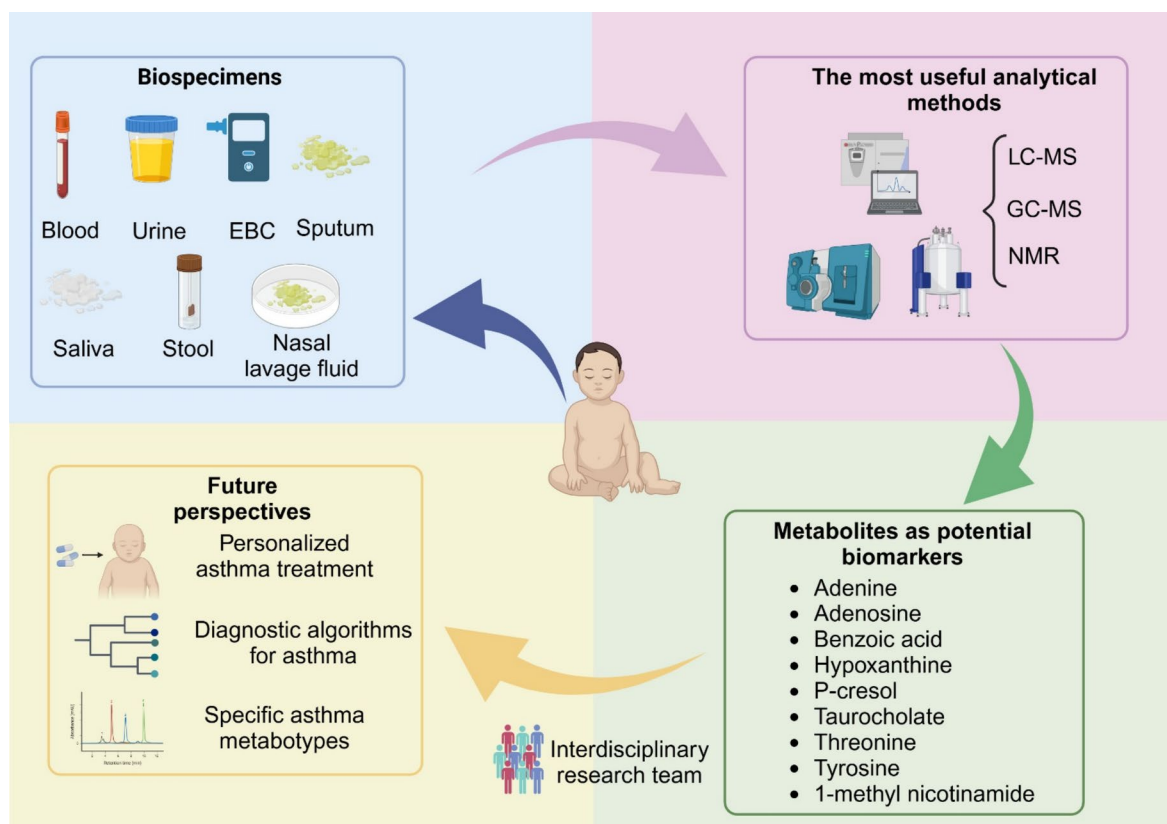 Biospecimens
Blood
Urine
EBC
Sputum
Saliva
Stool
Nasal
lavage fluid
The most useful analytical
methods
LC-MS
GC-MS
NMR
Future
perspectives
Personalized
asthma treatment
Diagnostic algorithms
for asthma
Specific asthma
metabotypes
Interdisciplinary
research team
Metabolites as potential
biomarkers
• Adenine
• Adenosine
• Benzoic acid
• Hypoxanthine
• P-cresol
• Taurocholate
• Threonine
• Tyrosine
• 1-methyl nicotinamide